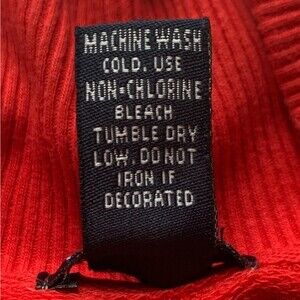 MACHINE WASH
COLD. USE
NON-CHLORINE
BLEACH
TUMBLE DRY
LOW. DO NOT
IRON IF
DECORATED